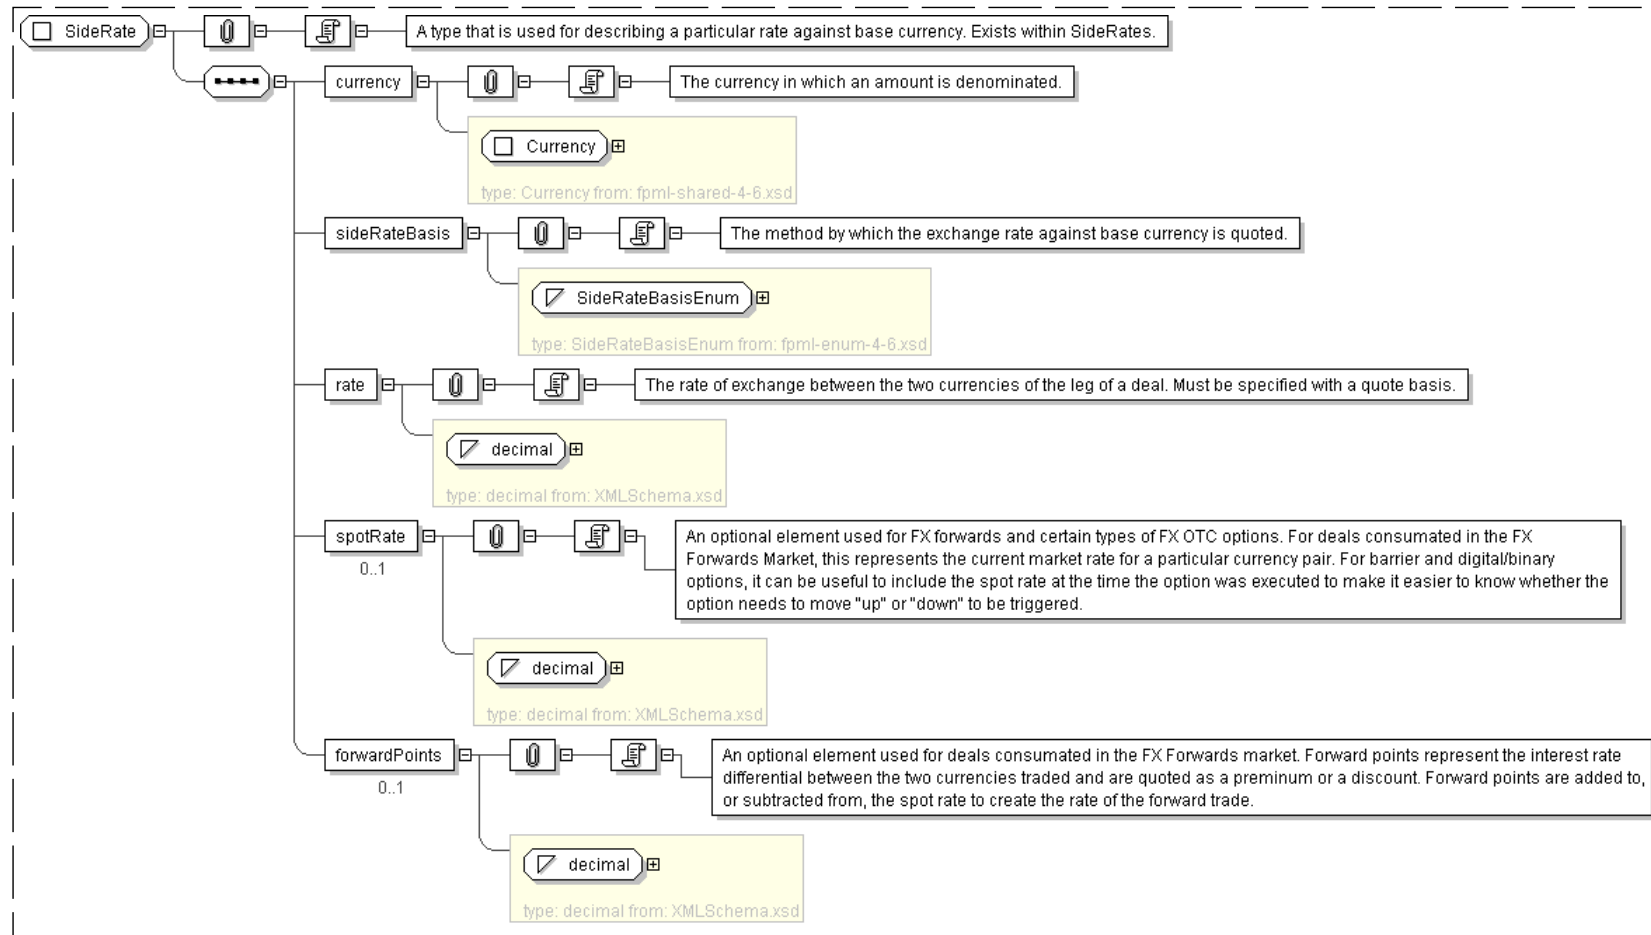 SideRate
A type that is used for describing a particular rate against base currency. Exists within SideRates.
currency
The currency in which an amount is denominated.
Currency
type: Currency from: fpml-shared-4-6.xsd
sideRateBasis
The method by which the exchange rate against base currency is quoted.
SideRateBasisEnum
type: SideRateBasisEnum from: fpml-enum-4-6.xsd
rate
The rate of exchange between the two currencies of the leg of a deal. Must be specified with a quote basis.
decimal
type: decimal from: XMLSchema.xsd
spotRate
0..1
An optional element used for FX forwards and certain types of FX OTC options. For deals consumated in the FX
Forwards Market, this represents the current market rate for a particular currency pair. For barrier and digital/binary
options, it can be useful to include the spot rate at the time the option was executed to make it easier to know whether the
option needs to move "up" or "down" to be triggered.
decimal
type: decimal from: XMLSchema.xsd
forwardPoints
0..1
An optional element used for deals consumated in the FX Forwards market. Forward points represent the interest rate
differential between the two currencies traded and are quoted as a preminum or a discount. Forward points are added to,
or subtracted from, the spot rate to create the rate of the forward trade.
decimal
type: decimal from: XMLSchema.xsd